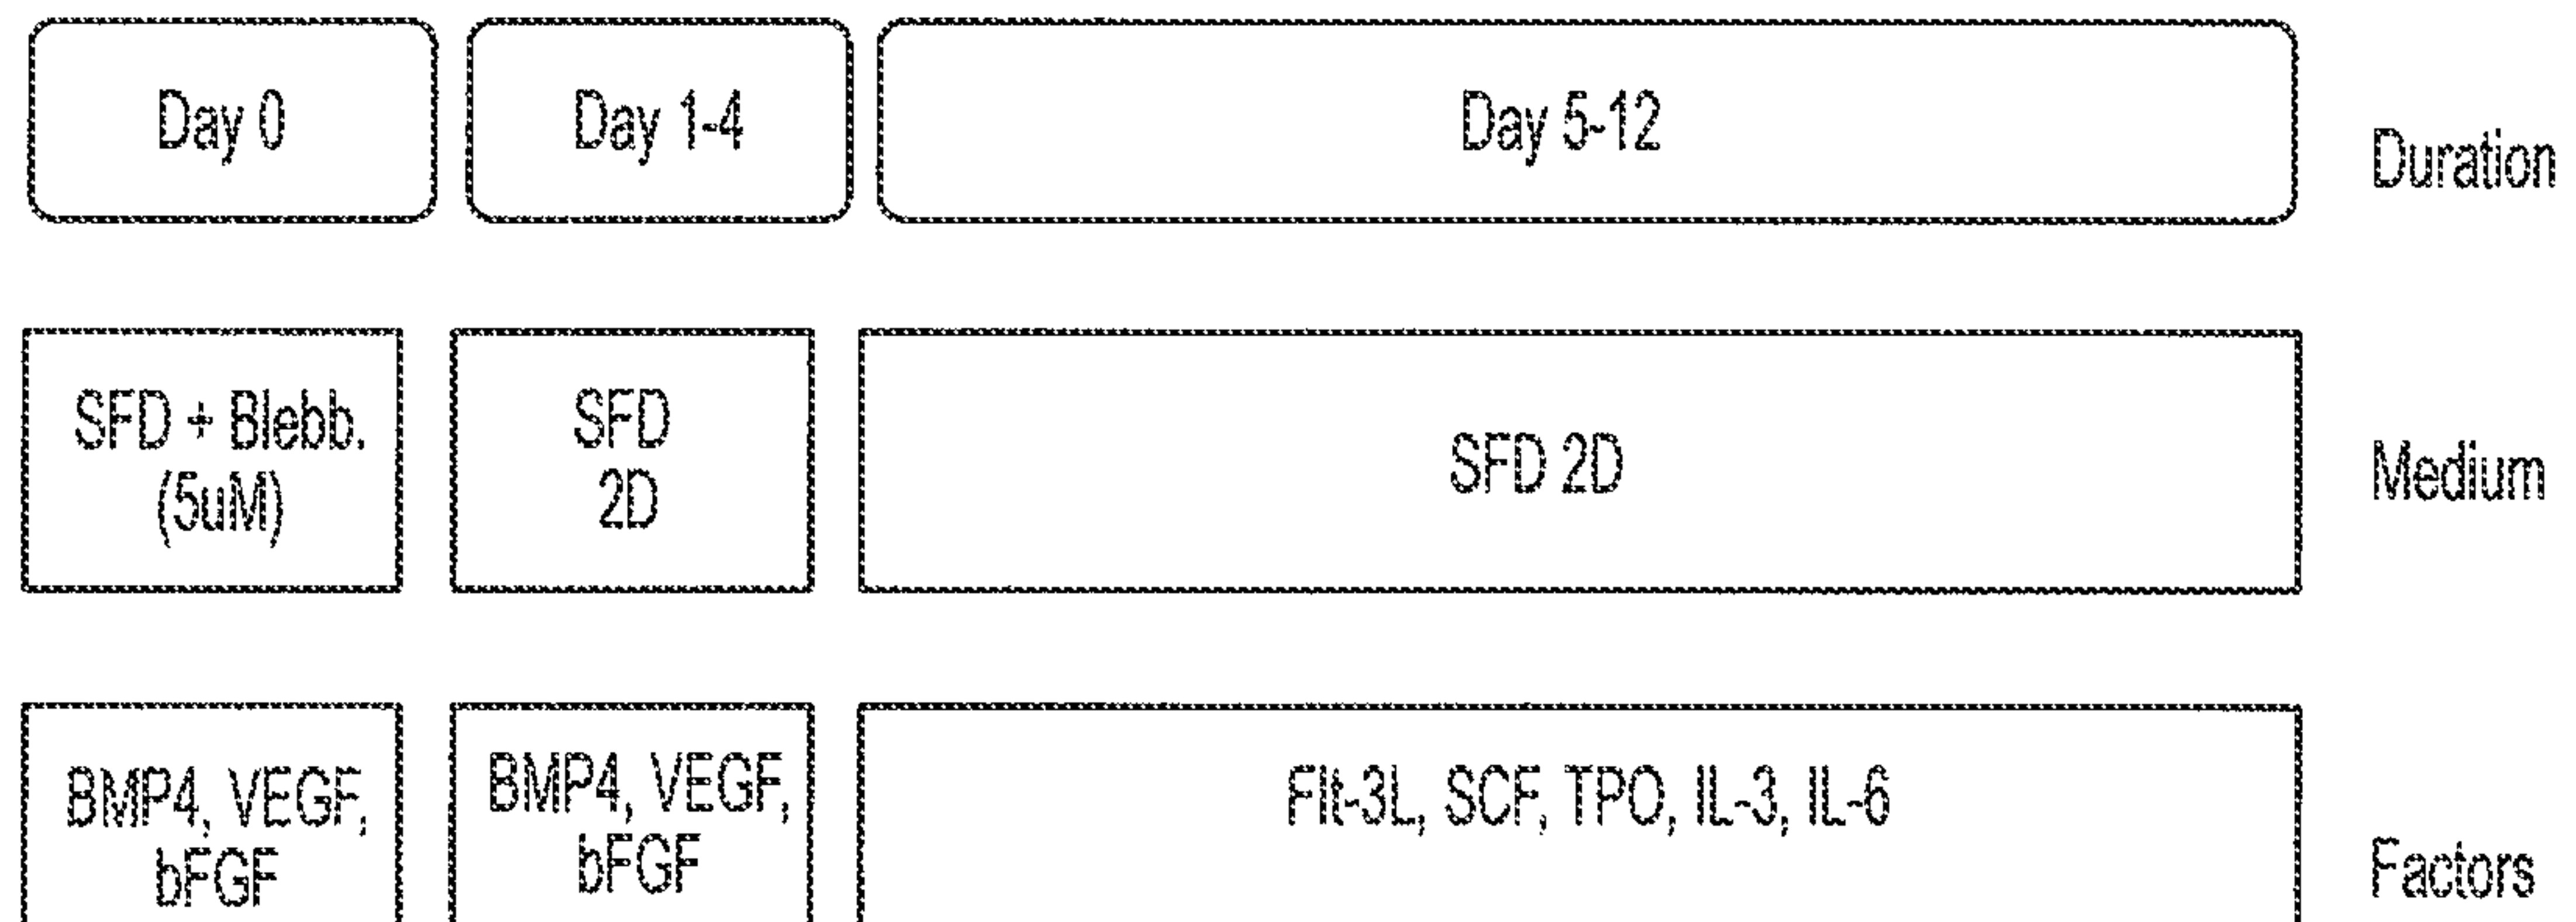 Day 0
Day 1-4
Day 5-12
Duration
SFD + Blebb.
(5uM)
SFD
2D
SFD 2D
Medium
BMP4, VEGF,
bFGF
BMP4, VEGF,
bFGF
Flt-3L, SCF, TPO, IL-3, IL-6
Factors